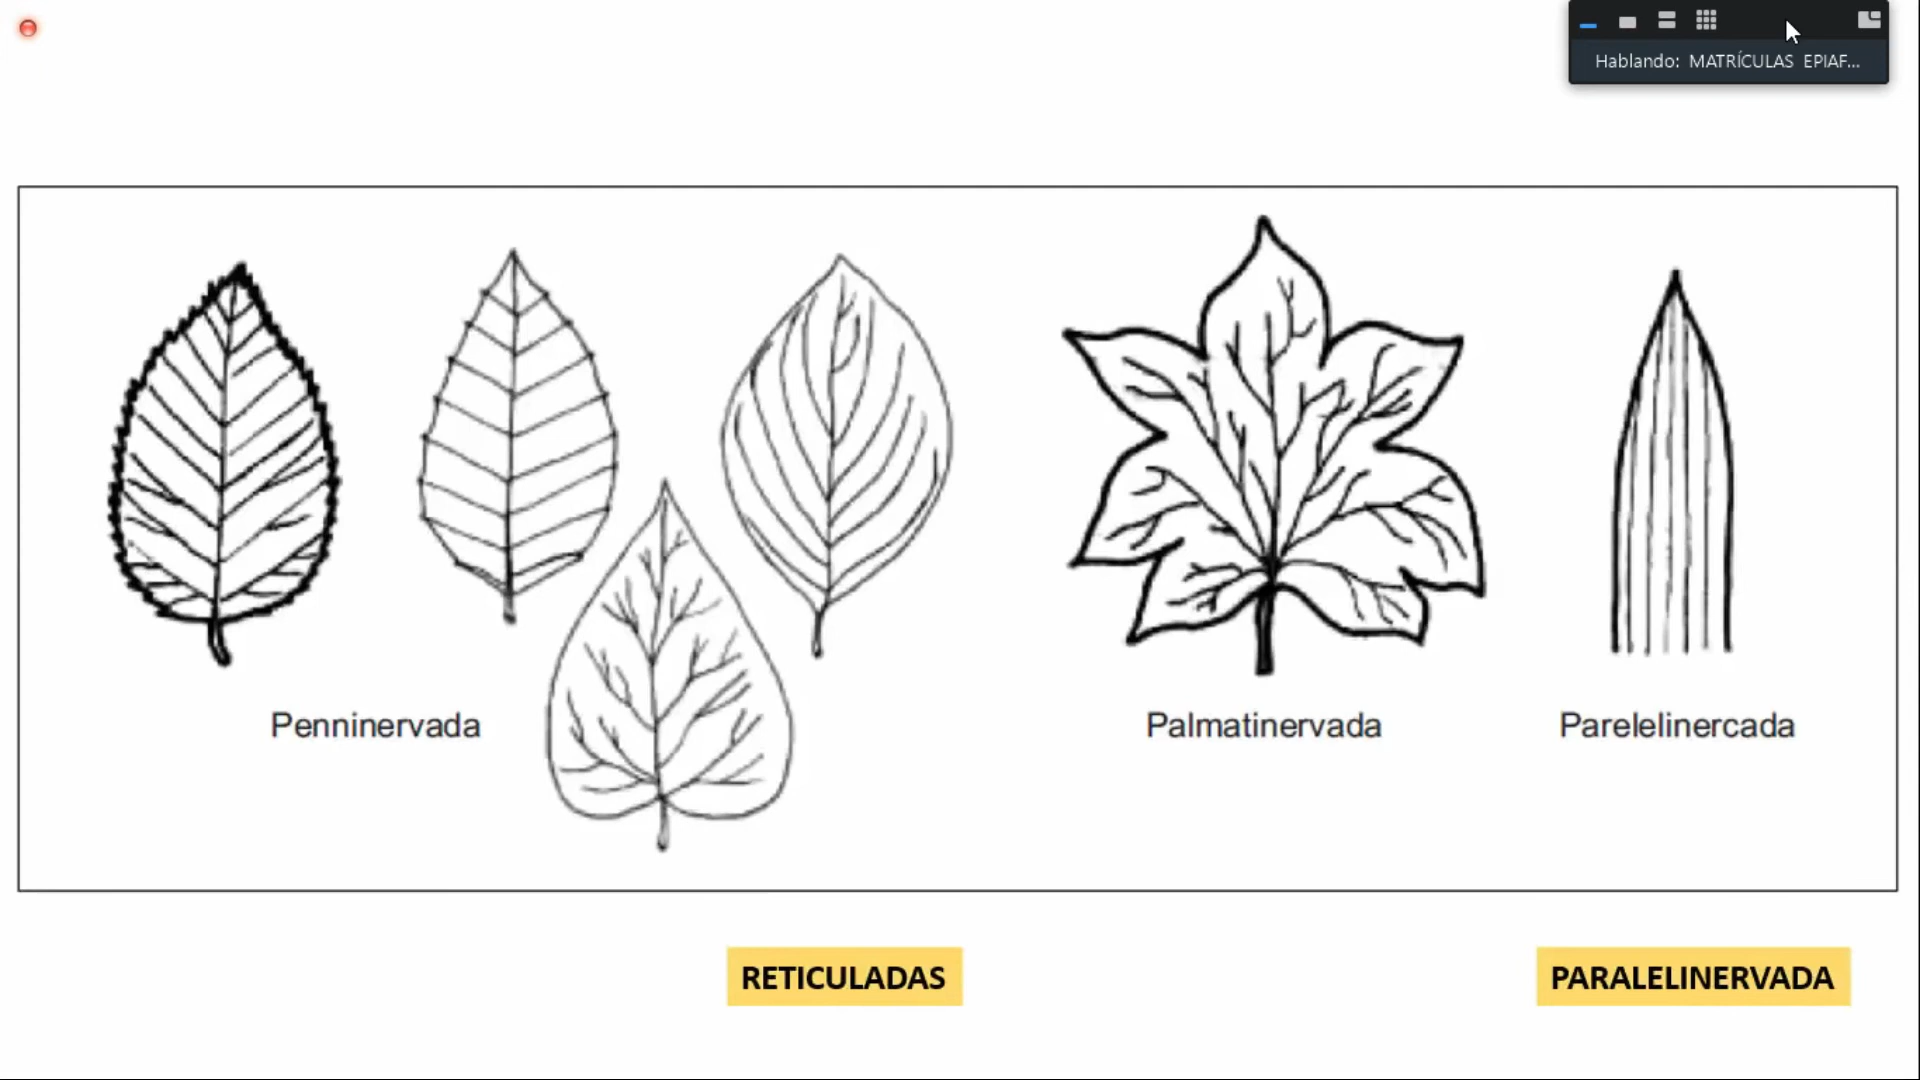 Hablando: MATRÍCULAS EPIAF...
Penninervada
Palmatinervada
Parelelinercada
RETICULADAS
PARALELINERVADA